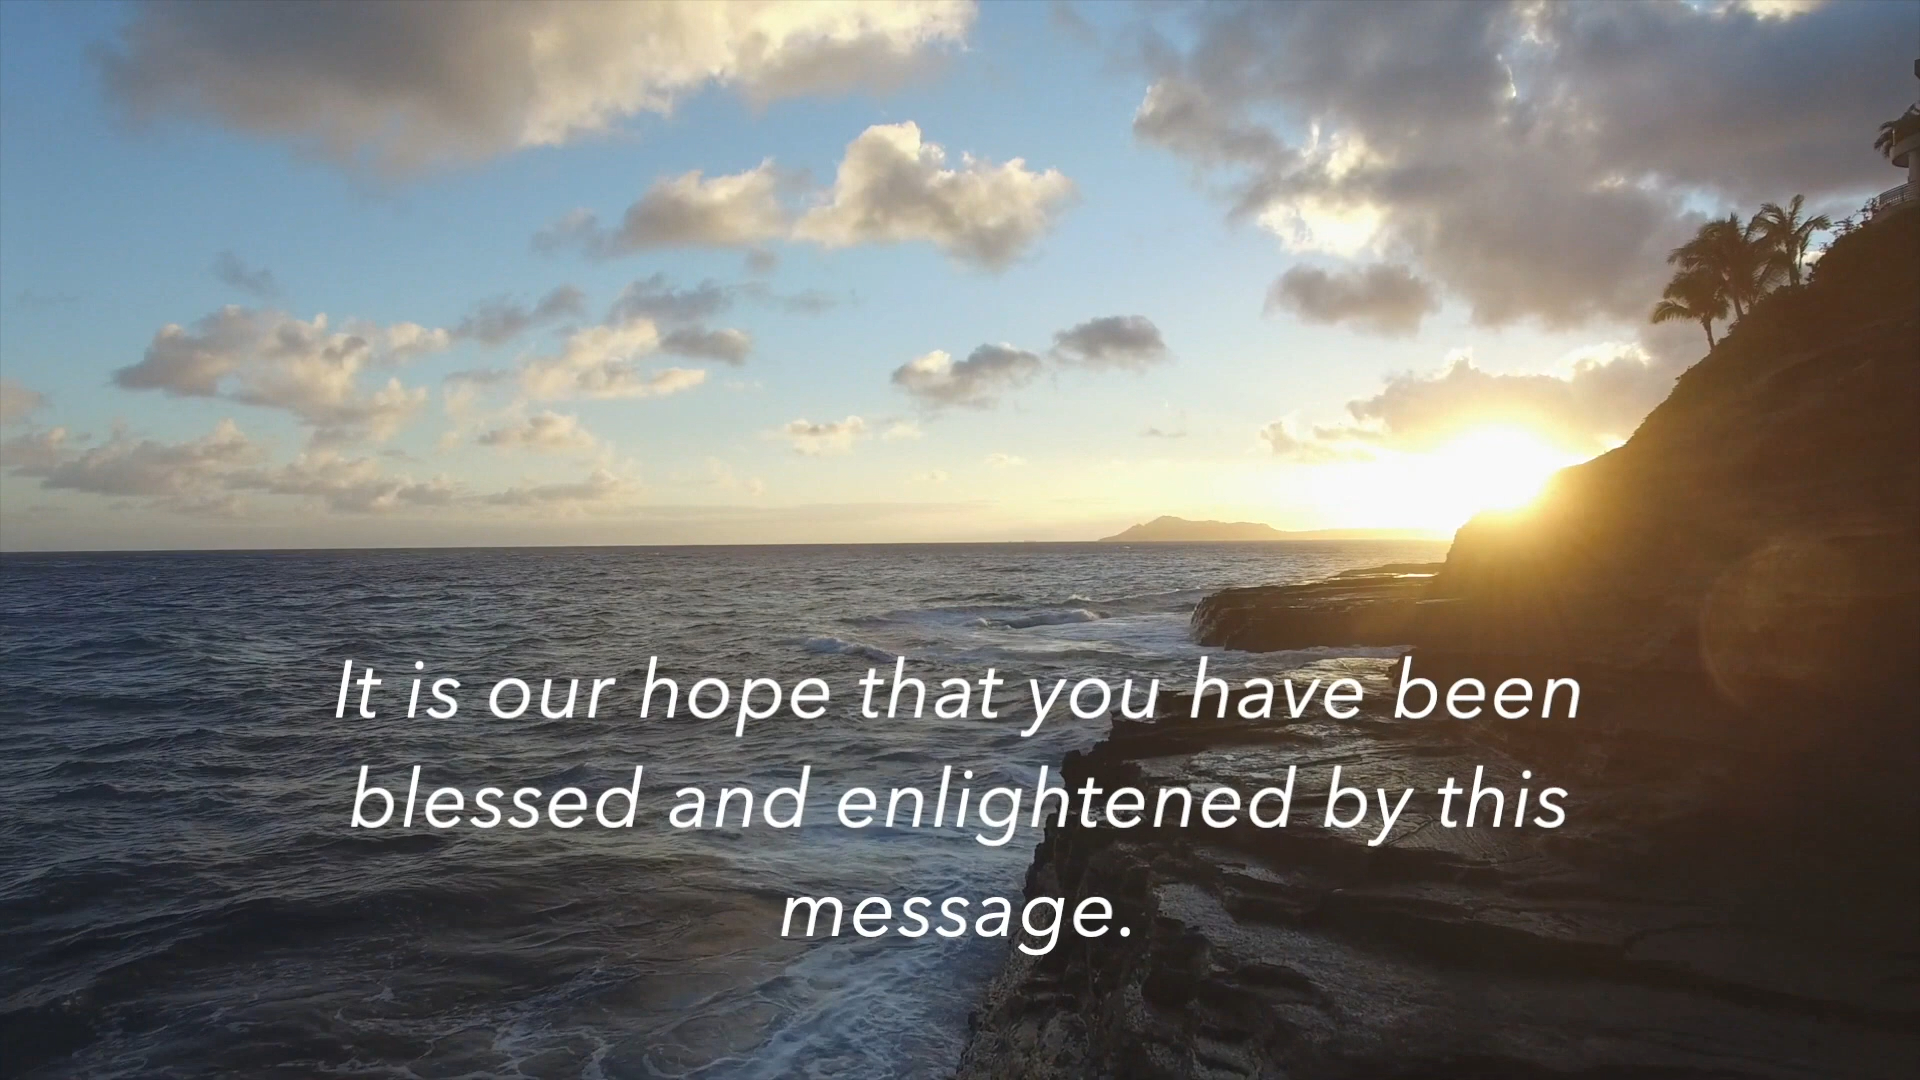 It is our hope that you have been
blessed and enlightened by this
message.